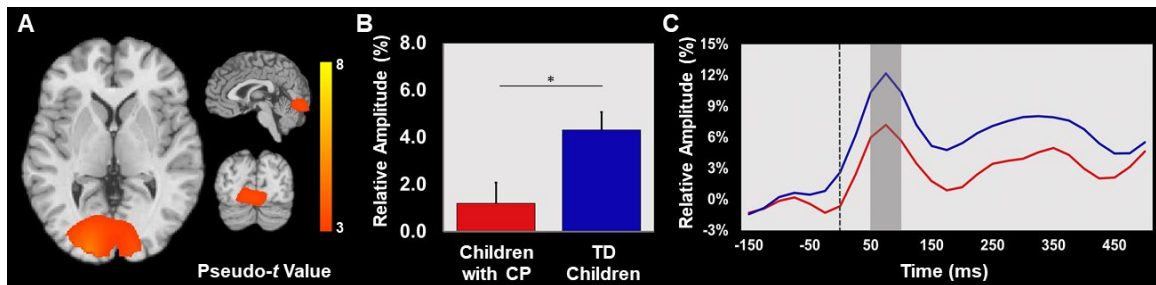 A
8
3
Pseudo-t Value
B
Relative Amplitude (%)
8.0
6.0
4.0
2.0
0.0
*
Children
with CP
TD
Children
C
Relative Amplitude (%)
15%
12%
9%
6%
3%
0%
-3%
-150 -50 50 150 250 350 450
Time (ms)